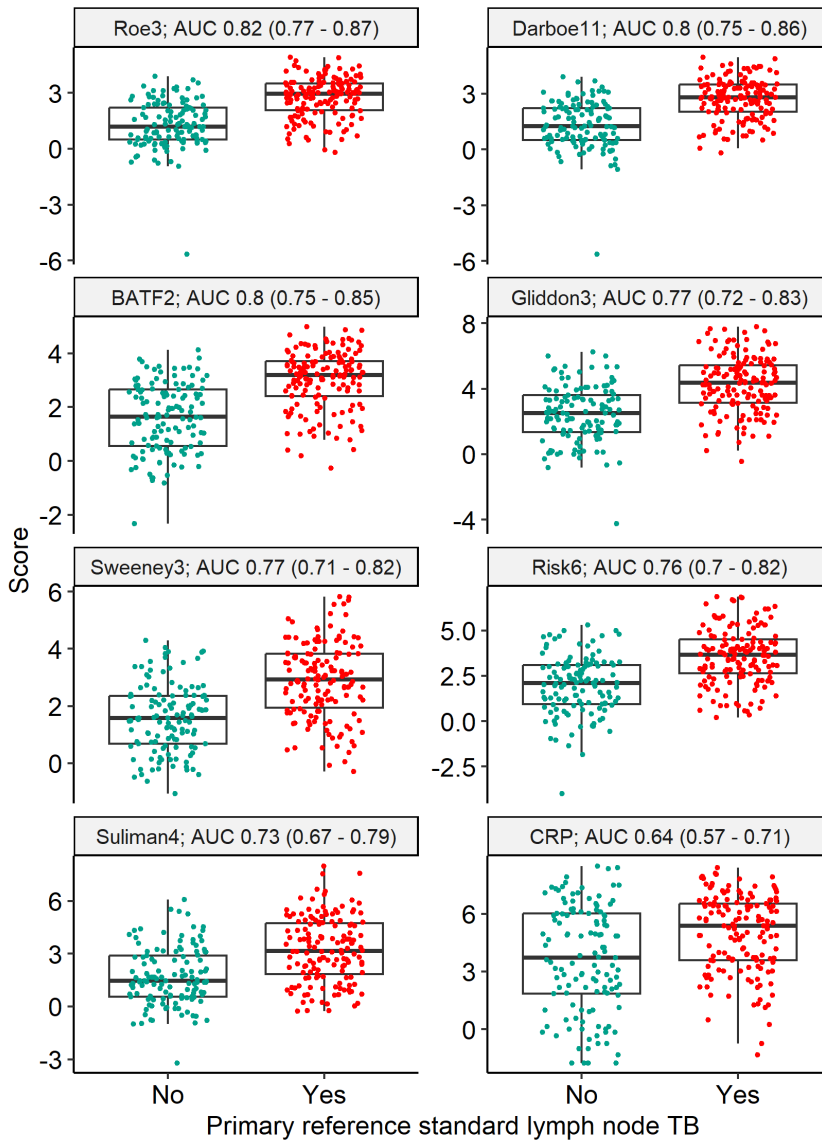 Roe3; AUC 0.82 (0.77 - 0.87)
Darboe11; AUC 0.8 (0.75 - 0.86)
3
0
-3
-6
3
0
-3
-6
BATF2; AUC 0.8 (0.75 - 0.85)
Gliddon3; AUC 0.77 (0.72 - 0.83)
4
2
0
-2
8
4
0
-4
Score
Sweeney3; AUC 0.77 (0.71 - 0.82)
Risk6; AUC 0.76 (0.7 - 0.82)
6
4
2
0
5.0
2.5
0.0
-2.5
Suliman4; AUC 0.73 (0.67 - 0.79)
CRP; AUC 0.64 (0.57 - 0.71)
6
3
0
-3
6
3
0
No
Yes
No
Yes
Primary reference standard lymph node TB